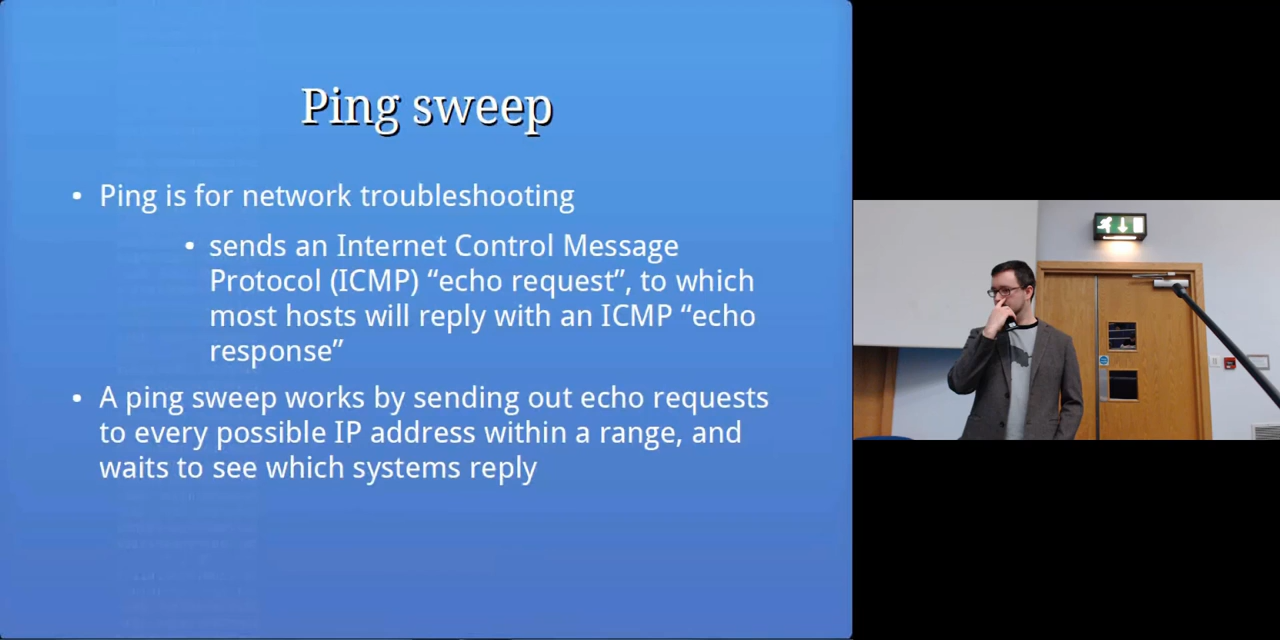 Ping sweep
• Ping is for network troubleshooting
• sends an Internet Control Message
Protocol (ICMP) “echo request”, to which
most hosts will reply with an ICMP “echo
response”
• A ping sweep works by sending out echo requests
to every possible IP address within a range, and
waits to see which systems reply